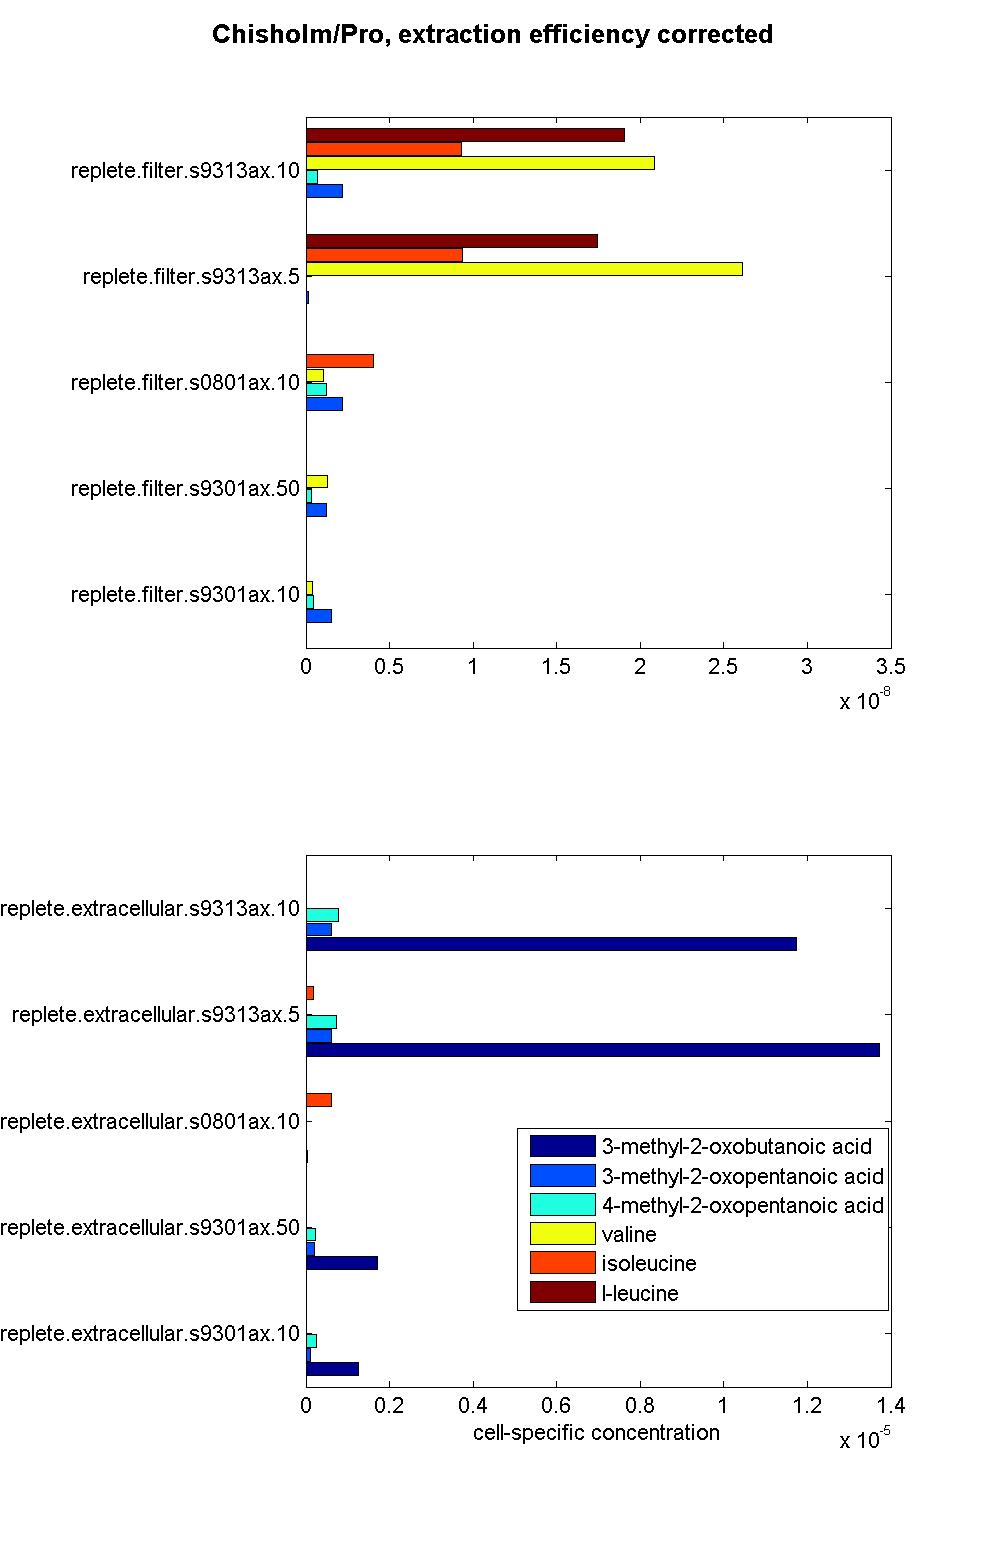 Chisholm/Pro, extraction efficiency corrected
replete.filter.s9313ax.10
replete.filter.s9313ax.5
replete.filter.s0801ax.10
replete.filter.s9301ax.50
replete.filter.s9301ax.10
0 0.5 1 1.5 2 2.5 3 3.5
x 10-8
replete.extracellular.s9313ax.10
replete.extracellular.s9313ax.5
replete.extracellular.s0801ax.10
replete.extracellular.s9301ax.50
replete.extracellular.s9301ax.10
3-methyl-2-oxobutanoic acid
3-methyl-2-oxopentanoic acid
4-methyl-2-oxopentanoic acid
valine
isoleucine
l-leucine
0 0.2 0.4 0.6 0.8 1 1.2 1.4
cell-specific concentration
x 10-5